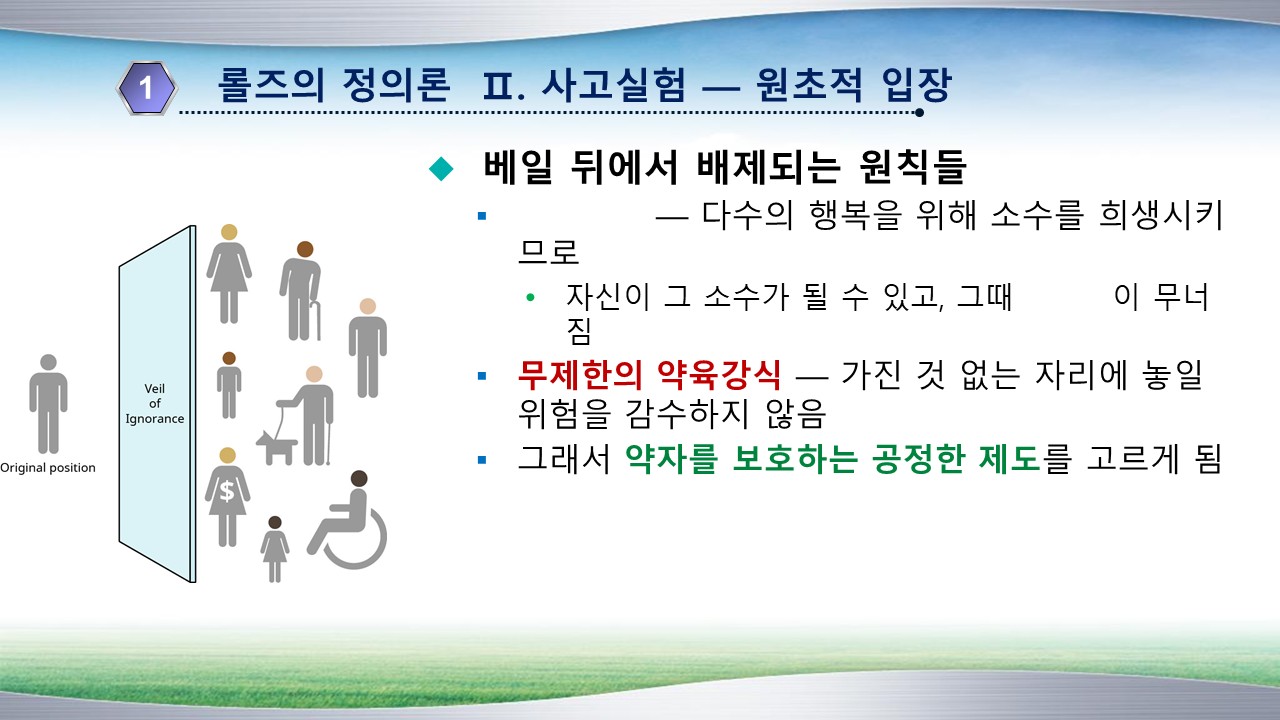 1
롤즈의 정의론 Ⅱ. 사고실험 — 원초적 입장
◆ 베일 뒤에서 배제되는 원칙들
▪ — 다수의 행복을 위해 소수를 희생시키
므로
• 자신이 그 소수가 될 수 있고, 그때 이 무너
짐
▪ 무제한의 약육강식 — 가진 것 없는 자리에 놓일
위험을 감수하지 않음
▪ 그래서 약자를 보호하는 공정한 제도를 고르게 됨
Original position
Veil
of
Ignorance
$